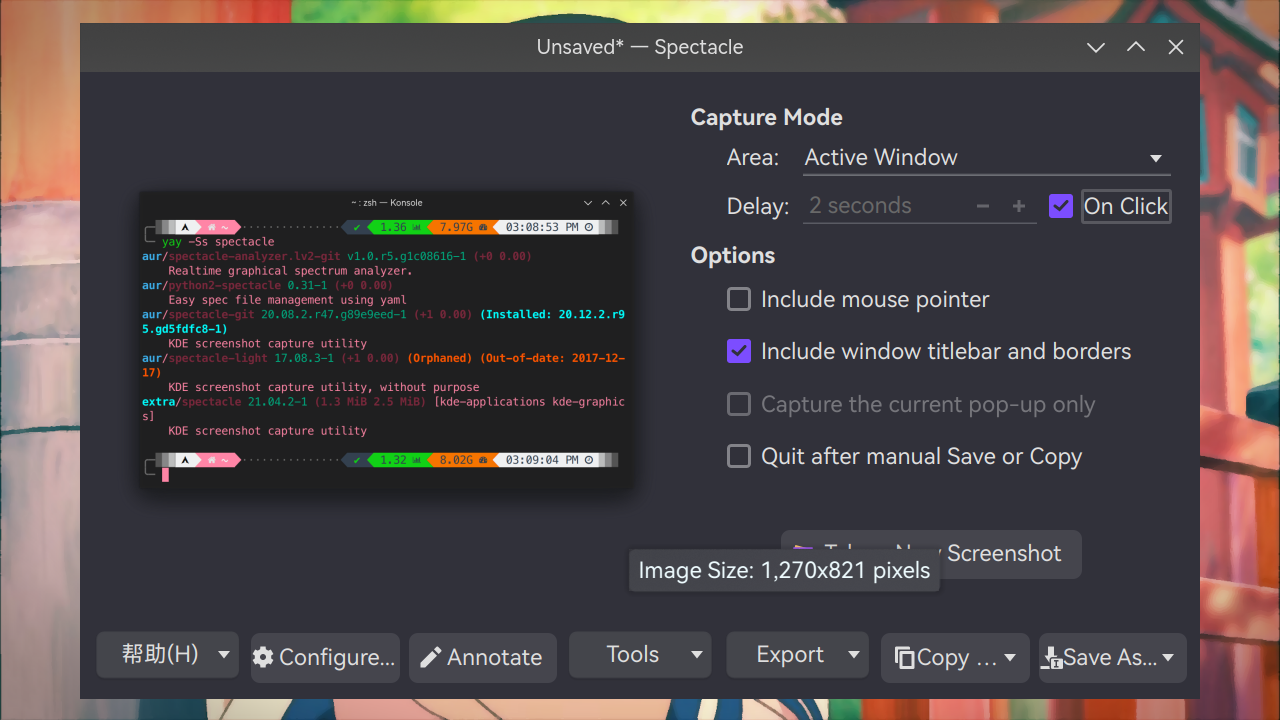 Unsaved* — Spectacle
Capture Mode
Area: Active Window
Delay: 2 seconds − + On Click
Options
Include mouse pointer
Include window titlebar and borders
Capture the current pop-up only
Quit after manual Save or Copy
Screenshot
Image Size: 1,270x821 pixels
~ : zsh — Konsole
~ ✔ 1.36 7.97G 03:08:53 PM
yay -Ss spectacle
aur/spectacle-analyzer.lv2-git v1.0.r5.g1c08616-1 (+0 0.00)
Realtime graphical spectrum analyzer.
aur/python2-spectacle 0.31-1 (+0 0.00)
Easy spec file management using yaml
aur/spectacle-git 20.08.2.r47.g89e9eed-1 (+1 0.00) (Installed: 20.12.2.r9
5.gd5fdfc8-1)
KDE screenshot capture utility
aur/spectacle-light 17.08.3-1 (+1 0.00) (Orphaned) (Out-of-date: 2017-12-
17)
KDE screenshot capture utility, without purpose
extra/spectacle 21.04.2-1 (1.3 MiB 2.5 MiB) [kde-applications kde-graphic
s]
KDE screenshot capture utility
~ ✔ 1.32 8.02G 03:09:04 PM
帮助(H) Configure... Annotate Tools Export Copy ... Save As...